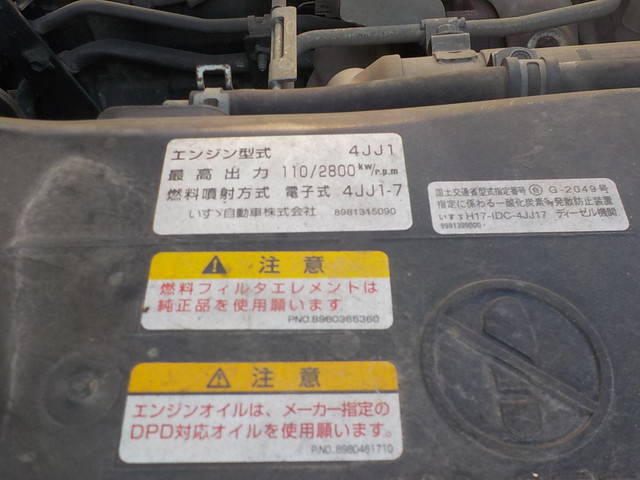 エンジン型式 4JJ1
最高出力 110/2800 kw/r.p.m
燃料噴射方式 電子式 4JJ1-7
いすゞ自動車株式会社 8981315090
国土交通省型式指定番号 G-2049号
指定に係わる一酸化炭素等発散防止装置
いすゞH17-IDC-4JJ17 ディーゼル機関
注意
燃料フィルタエレメントは
純正品を使用願います
PNO.8980365360
注意
エンジンオイルは、メーカー指定の
DPD対応オイルを使用願います。
P/NO.8980461710